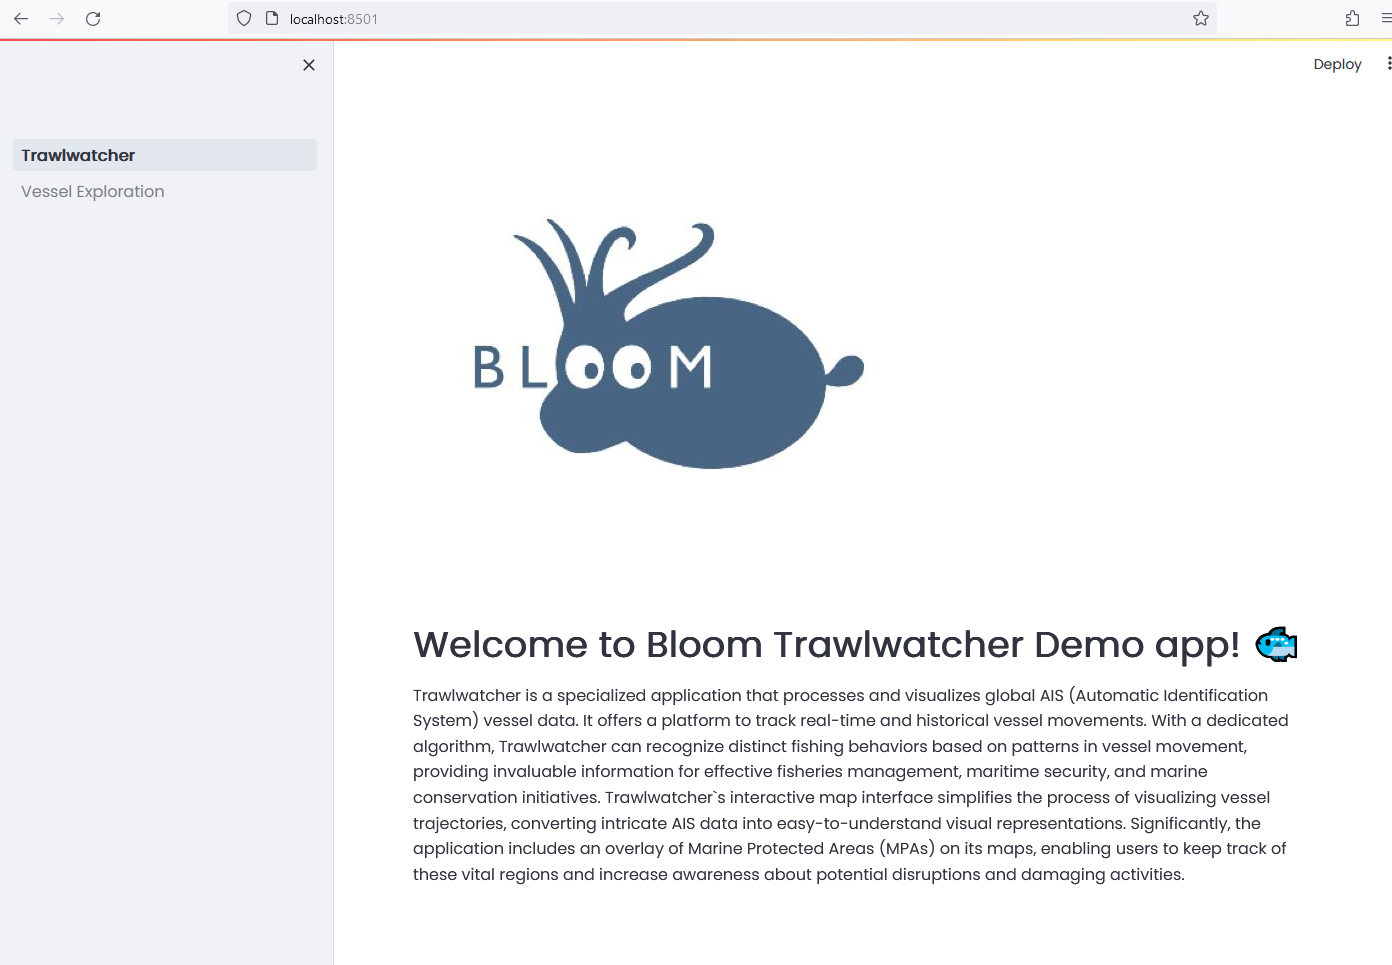 localhost:8501
Deploy
Trawlwatcher
Vessel Exploration
BLOOM
Welcome to Bloom Trawlwatcher Demo app!
Trawlwatcher is a specialized application that processes and visualizes global AIS (Automatic Identification
System) vessel data. It offers a platform to track real-time and historical vessel movements. With a dedicated
algorithm, Trawlwatcher can recognize distinct fishing behaviors based on patterns in vessel movement,
providing invaluable information for effective fisheries management, maritime security, and marine
conservation initiatives. Trawlwatcher`s interactive map interface simplifies the process of visualizing vessel
trajectories, converting intricate AIS data into easy-to-understand visual representations. Significantly, the
application includes an overlay of Marine Protected Areas (MPAs) on its maps, enabling users to keep track of
these vital regions and increase awareness about potential disruptions and damaging activities.